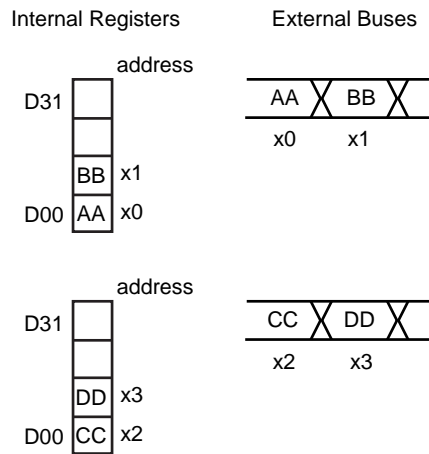 Internal Registers External Buses
address
D31 AA BB
x0 x1
BB x1
D00 AA x0
address
D31 CC DD
x2 x3
DD x3
D00 CC x2